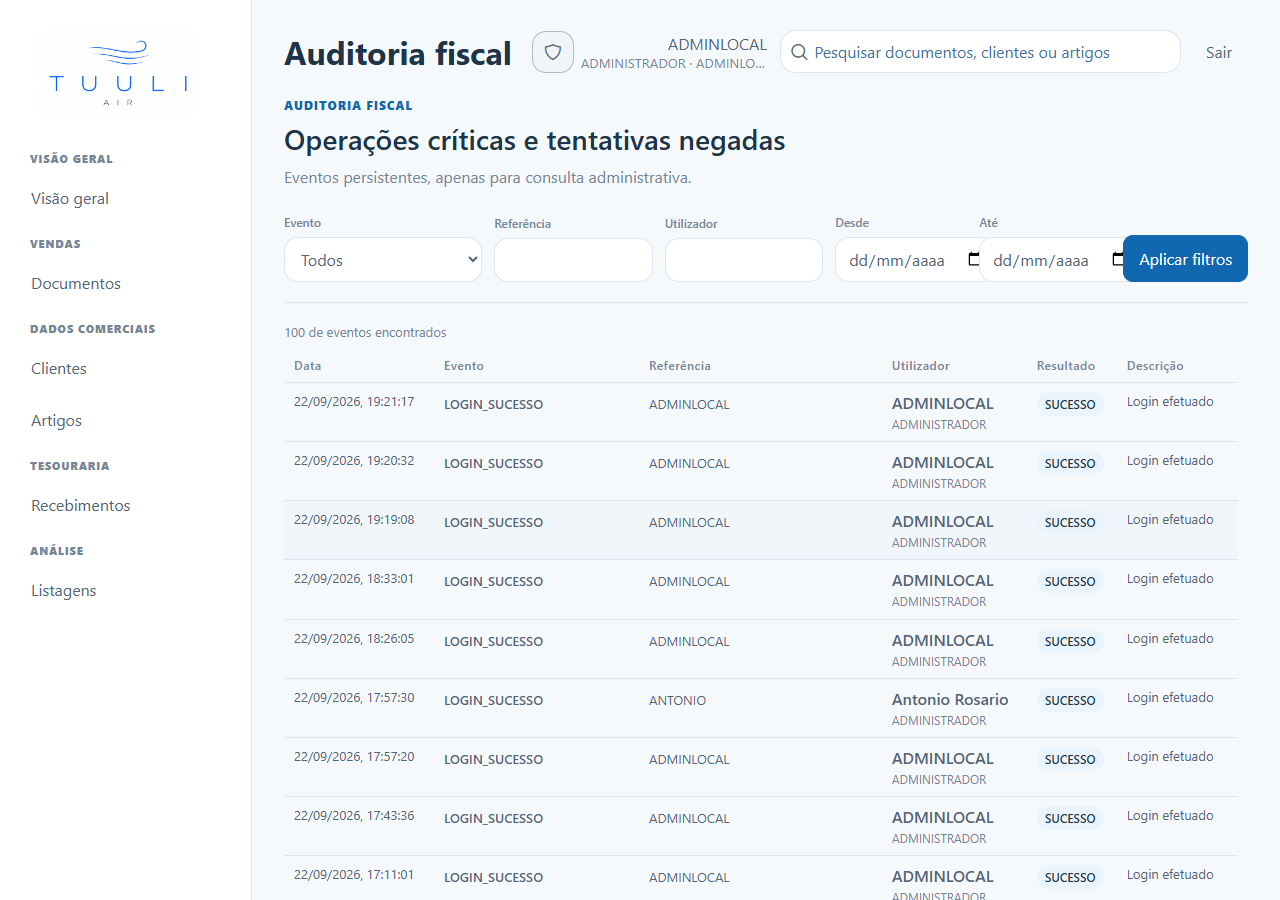 TUULI
AIR
VISÃO GERAL
Visão geral
VENDAS
Documentos
DADOS COMERCIAIS
Clientes
Artigos
TESOURARIA
Recebimentos
ANÁLISE
Listagens
Auditoria fiscal
ADMINLOCAL
ADMINISTRADOR · ADMINLO...
Pesquisar documentos, clientes ou artigos
Sair
AUDITORIA FISCAL
Operações críticas e tentativas negadas
Eventos persistentes, apenas para consulta administrativa.
Evento Referência Utilizador Desde Até
Todos dd/mm/aaaa dd/mm/aaaa Aplicar filtros
100 de eventos encontrados
Data Evento Referência Utilizador Resultado Descrição
22/09/2026, 19:21:17 LOGIN_SUCESSO ADMINLOCAL ADMINLOCAL SUCESSO Login efetuado
ADMINISTRADOR
22/09/2026, 19:20:32 LOGIN_SUCESSO ADMINLOCAL ADMINLOCAL SUCESSO Login efetuado
ADMINISTRADOR
22/09/2026, 19:19:08 LOGIN_SUCESSO ADMINLOCAL ADMINLOCAL SUCESSO Login efetuado
ADMINISTRADOR
22/09/2026, 18:33:01 LOGIN_SUCESSO ADMINLOCAL ADMINLOCAL SUCESSO Login efetuado
ADMINISTRADOR
22/09/2026, 18:26:05 LOGIN_SUCESSO ADMINLOCAL ADMINLOCAL SUCESSO Login efetuado
ADMINISTRADOR
22/09/2026, 17:57:30 LOGIN_SUCESSO ANTONIO Antonio Rosario SUCESSO Login efetuado
ADMINISTRADOR
22/09/2026, 17:57:20 LOGIN_SUCESSO ADMINLOCAL ADMINLOCAL SUCESSO Login efetuado
ADMINISTRADOR
22/09/2026, 17:43:36 LOGIN_SUCESSO ADMINLOCAL ADMINLOCAL SUCESSO Login efetuado
ADMINISTRADOR
22/09/2026, 17:11:01 LOGIN_SUCESSO ADMINLOCAL ADMINLOCAL SUCESSO Login efetuado
ADMINISTRADOR